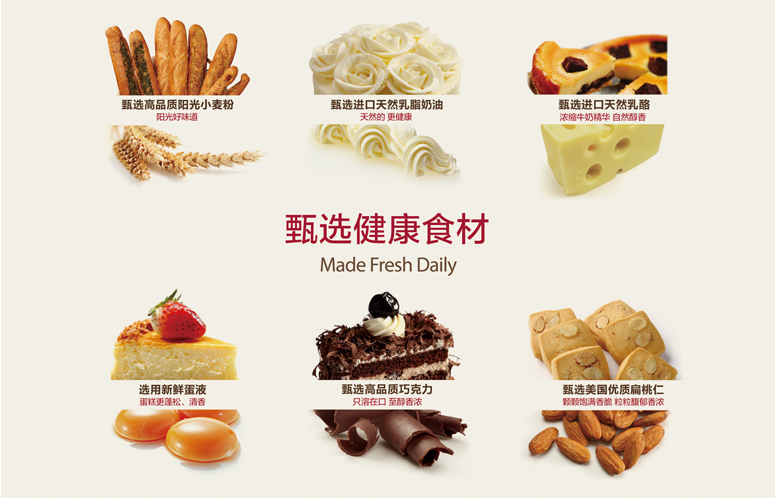 甄选高品质阳光小麦粉
阳光好味道
甄选进口天然乳脂奶油
天然的 更健康
甄选进口天然乳酪
浓缩牛奶精华 自然醇香
甄选健康食材
Made Fresh Daily
选用新鲜蛋液
蛋糕更蓬松、清香
甄选高品质巧克力
只溶在口 至醇香浓
甄选美国优质扁桃仁
颗颗饱满香脆 粒粒馥郁香浓